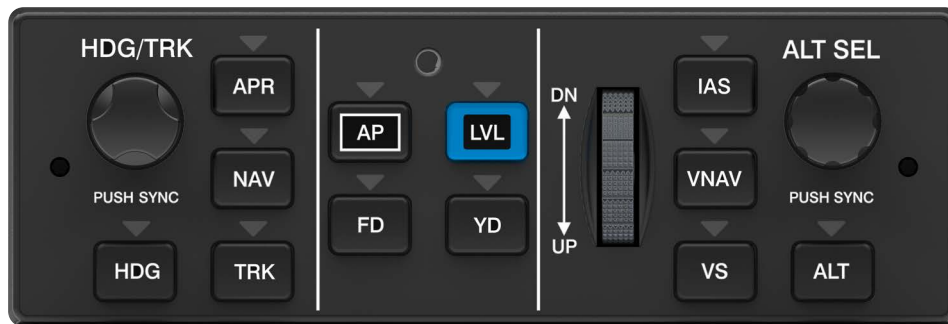 HDG/TRK
PUSH SYNC
APR
NAV
HDG
TRK
AP
LVL
FD
YD
DN
UP
IAS
VNAV
VS
ALT SEL
PUSH SYNC
ALT